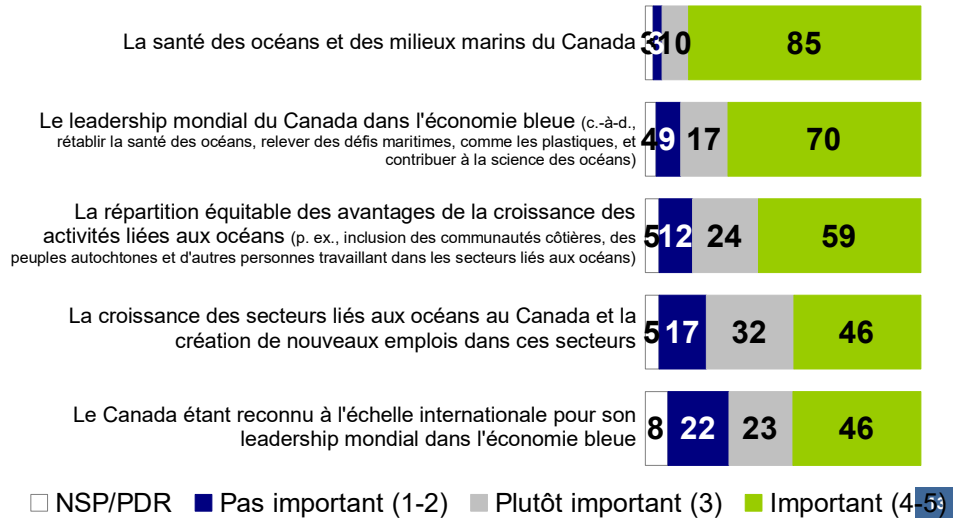 La santé des océans et des milieux marins du Canada
3 3 10 85
Le leadership mondial du Canada dans l'économie bleue (c.-à-d.,
rétablir la santé des océans, relever des défis maritimes, comme les plastiques, et
contribuer à la science des océans)
4 9 17 70
La répartition équitable des avantages de la croissance des
activités liées aux océans (p. ex., inclusion des communautés côtières, des
peuples autochtones et d'autres personnes travaillant dans les secteurs liés aux océans)
5 12 24 59
La croissance des secteurs liés aux océans au Canada et la
création de nouveaux emplois dans ces secteurs
5 17 32 46
Le Canada étant reconnu à l'échelle internationale pour son
leadership mondial dans l'économie bleue
8 22 23 46
NSP/PDR Pas important (1-2) Plutôt important (3) Important (4-5)